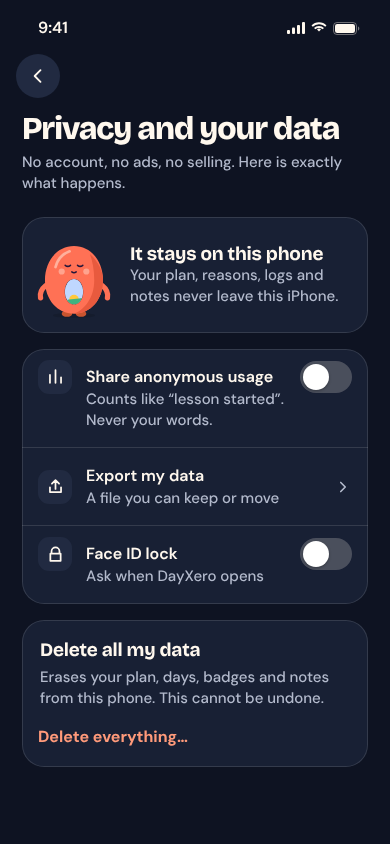 9:41
Privacy and your data
No account, no ads, no selling. Here is exactly
what happens.
It stays on this phone
Your plan, reasons, logs and
notes never leave this iPhone.
Share anonymous usage
Counts like “lesson started”.
Never your words.
Export my data
A file you can keep or move
Face ID lock
Ask when DayXero opens
Delete all my data
Erases your plan, days, badges and notes
from this phone. This cannot be undone.
Delete everything…